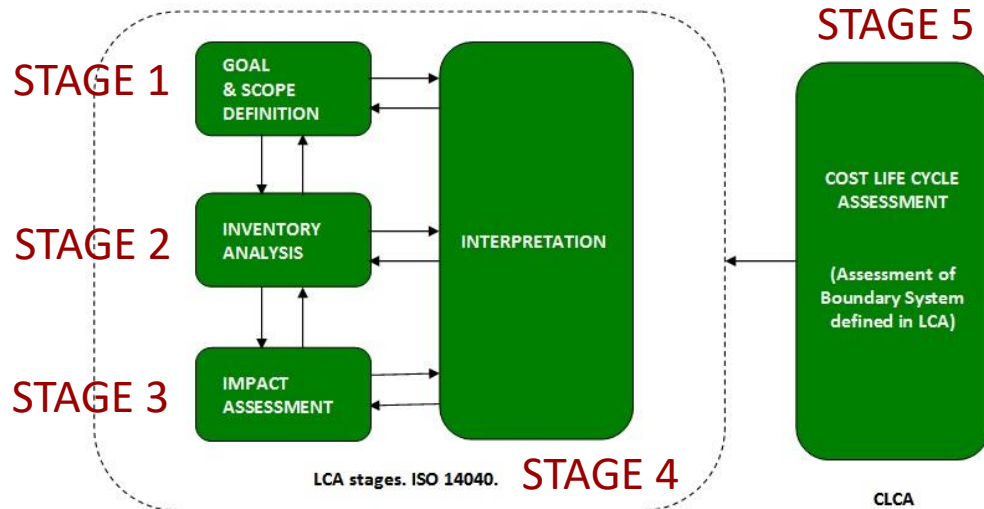 STAGE 5
STAGE 1
GOAL
& SCOPE
DEFINITION
STAGE 2
INVENTORY
ANALYSIS
INTERPRETATION
COST LIFE CYCLE
ASSESSMENT
(Assessment of
Boundary System
defined in LCA)
STAGE 3
IMPACT
ASSESSMENT
LCA stages. ISO 14040.
STAGE 4
CLCA